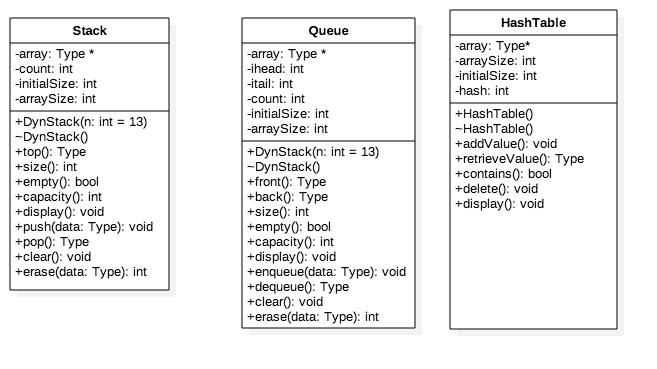 Stack
-array: Type *
-count: int
-initialSize: int
-arraySize: int
+DynStack(n: int = 13)
~DynStack()
+top(): Type
+size(): int
+empty(): bool
+capacity(): int
+display(): void
+push(data: Type): void
+pop(): Type
+clear(): void
+erase(data: Type): int
Queue
-array: Type *
-ihead: int
-itail: int
-count: int
-initialSize: int
-arraySize: int
+DynStack(n: int = 13)
~DynStack()
+front(): Type
+back(): Type
+size(): int
+empty(): bool
+capacity(): int
+display(): void
+enqueue(data: Type): void
+dequeue(): Type
+clear(): void
+erase(data: Type): int
HashTable
-array: Type*
-arraySize: int
-initialSize: int
-hash: int
+HashTable()
~HashTable()
+addValue(): void
+retrieveValue(): Type
+contains(): bool
+delete(): void
+display(): void